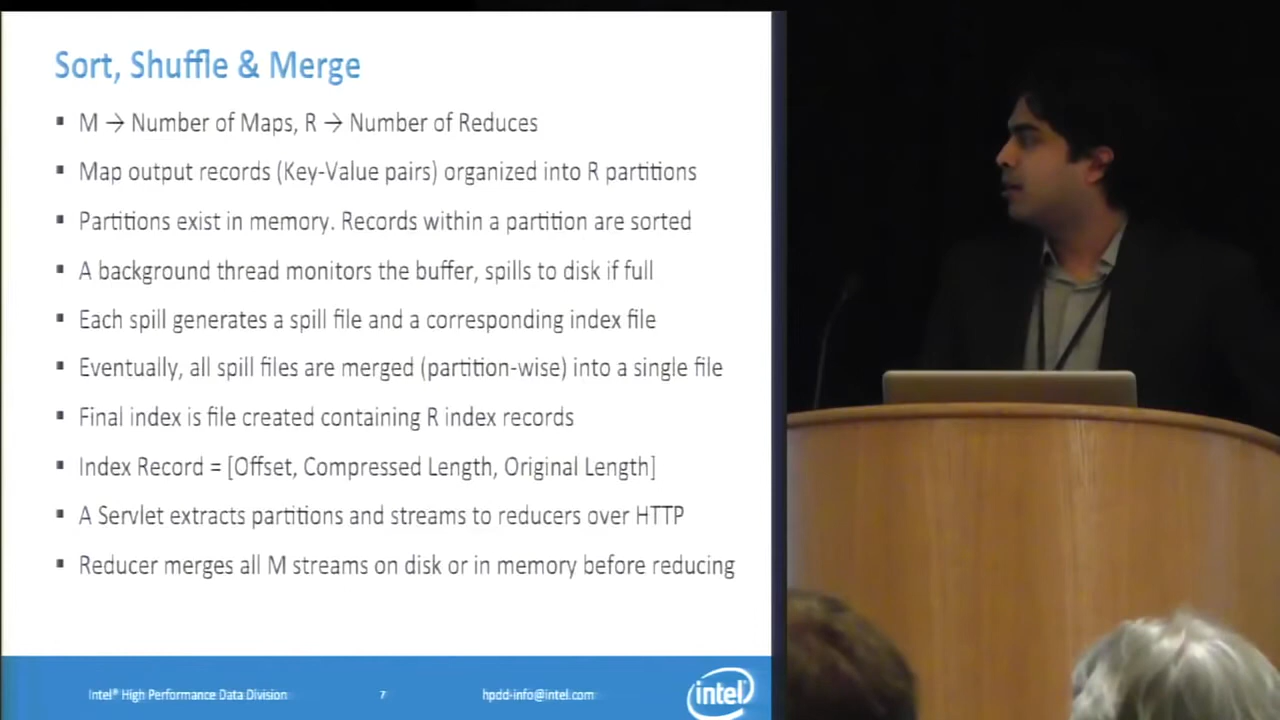 Sort, Shuffle & Merge
▪ M → Number of Maps, R → Number of Reduces
▪ Map output records (Key-Value pairs) organized into R partitions
▪ Partitions exist in memory. Records within a partition are sorted
▪ A background thread monitors the buffer, spills to disk if full
▪ Each spill generates a spill file and a corresponding index file
▪ Eventually, all spill files are merged (partition-wise) into a single file
▪ Final index is file created containing R index records
▪ Index Record = [Offset, Compressed Length, Original Length]
▪ A Servlet extracts partitions and streams to reducers over HTTP
▪ Reducer merges all M streams on disk or in memory before reducing
Intel® High Performance Data Division 7 hpdd-info@intel.com intel